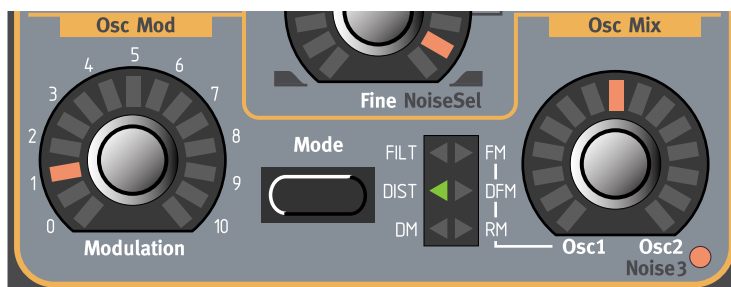 Osc Mod
Osc Mix
0
1
2
3
4
5
6
7
8
9
10
Modulation
Fine NoiseSel
Mode
FILT
FM
DIST
DFM
DM
RM
Osc1
Osc2
Noise3